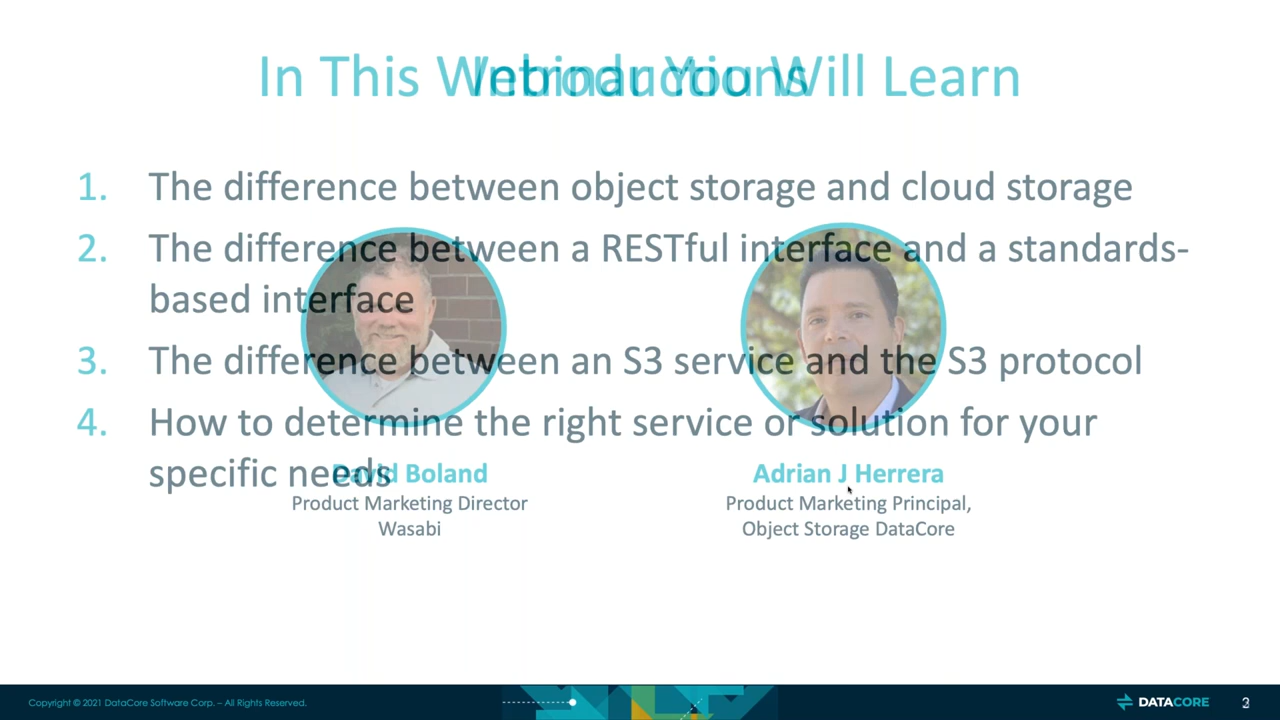 In This Webinar You Will Learn
Introductions
1. The difference between object storage and cloud storage
2. The difference between a RESTful interface and a standards-
based interface
3. The difference between an S3 service and the S3 protocol
4. How to determine the right service or solution for your
specific needs
David Boland
Product Marketing Director
Wasabi
Adrian J Herrera
Product Marketing Principal,
Object Storage DataCore
Copyright © 2021 DataCore Software Corp. – All Rights Reserved.
DATACORE